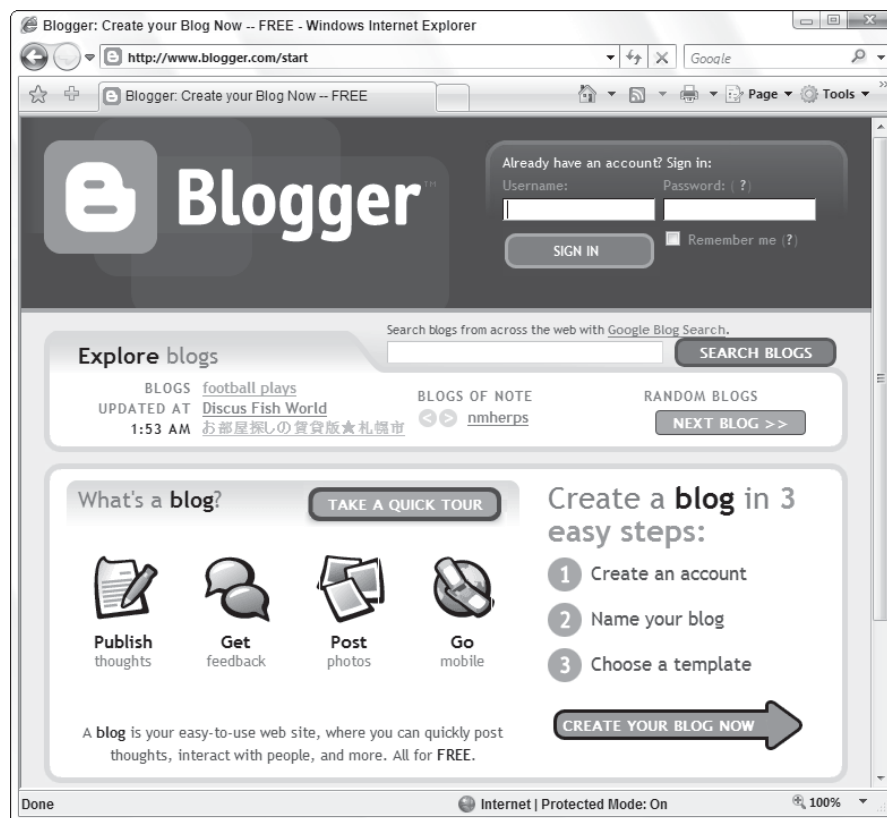 Blogger: Create your Blog Now -- FREE - Windows Internet Explorer
http://www.blogger.com/start
Google
Blogger: Create your Blog Now -- FREE
Page
Tools
Blogger™
Already have an account? Sign in:
Username: Password: (?)
SIGN IN
Remember me (?)
Search blogs from across the web with Google Blog Search.
Explore blogs
SEARCH BLOGS
BLOGS UPDATED AT 1:53 AM
football plays
Discus Fish World
お部屋探しの賃貸版★札幌市
BLOGS OF NOTE
nmherps
RANDOM BLOGS
NEXT BLOG >>
What's a blog?
TAKE A QUICK TOUR
Publish
thoughts
Get
feedback
Post
photos
Go
mobile
A blog is your easy-to-use web site, where you can quickly post
thoughts, interact with people, and more. All for FREE.
Create a blog in 3
easy steps:
1 Create an account
2 Name your blog
3 Choose a template
CREATE YOUR BLOG NOW
Done
Internet | Protected Mode: On
100%